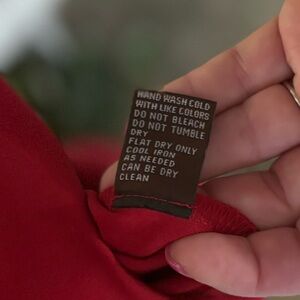 HAND WASH COLD
WITH LIKE COLORS
DO NOT BLEACH
DO NOT TUMBLE
DRY
FLAT DRY ONLY
COOL IRON
AS NEEDED
CAN BE DRY
CLEAN